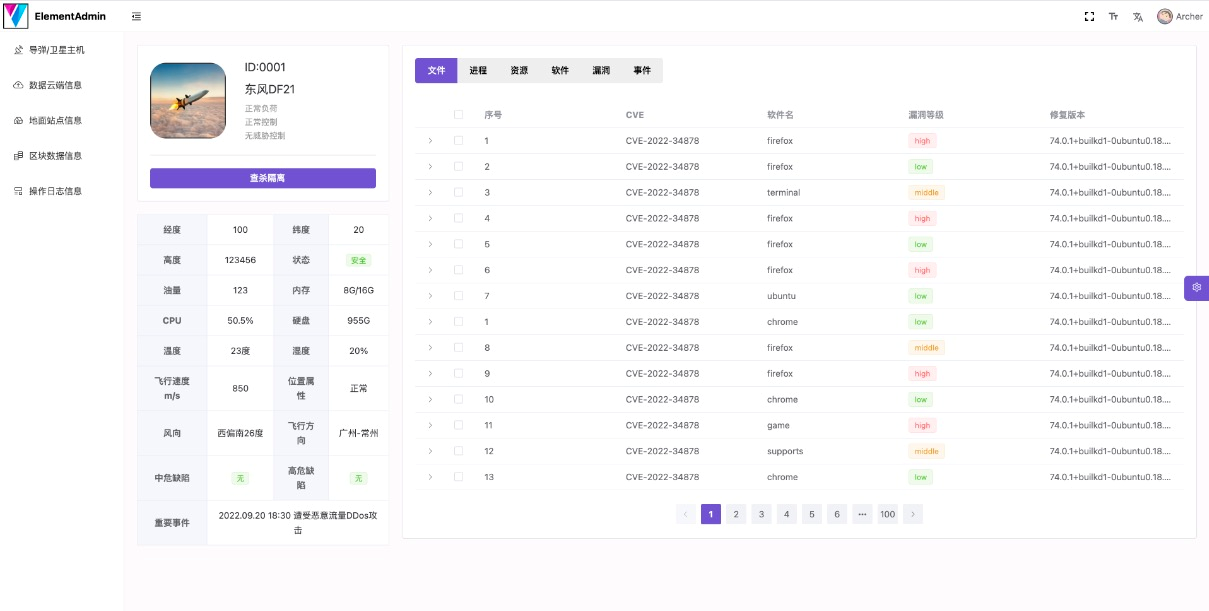 ElementAdmin
Archer
导弹/卫星主机
数据云端信息
地面站点信息
区块数据信息
操作日志信息
ID:0001
东风DF21
正常负荷
正常控制
无威胁控制
查杀隔离
经度 100 纬度 20
高度 123456 状态 安全
油量 123 内存 8G/16G
CPU 50.5% 硬盘 955G
温度 23度 湿度 20%
飞行速度
m/s
850
位置属
性
正常
风向 西偏南26度
飞行方
向
广州-常州
中危缺陷 无
高危缺
陷
无
重要事件
2022.09.20 18:30 遭受恶意流量DDos攻
击
文件 进程 资源 软件 漏洞 事件
序号 CVE 软件名 漏洞等级 修复版本
1 CVE-2022-34878 firefox high 74.0.1+builkd1-0ubuntu0.18....
2 CVE-2022-34878 firefox low 74.0.1+builkd1-0ubuntu0.18....
3 CVE-2022-34878 terminal middle 74.0.1+builkd1-0ubuntu0.18....
4 CVE-2022-34878 firefox high 74.0.1+builkd1-0ubuntu0.18....
5 CVE-2022-34878 firefox low 74.0.1+builkd1-0ubuntu0.18....
6 CVE-2022-34878 firefox high 74.0.1+builkd1-0ubuntu0.18....
7 CVE-2022-34878 ubuntu low 74.0.1+builkd1-0ubuntu0.18....
1 CVE-2022-34878 chrome low 74.0.1+builkd1-0ubuntu0.18....
8 CVE-2022-34878 firefox middle 74.0.1+builkd1-0ubuntu0.18....
9 CVE-2022-34878 firefox high 74.0.1+builkd1-0ubuntu0.18....
10 CVE-2022-34878 chrome low 74.0.1+builkd1-0ubuntu0.18....
11 CVE-2022-34878 game high 74.0.1+builkd1-0ubuntu0.18....
12 CVE-2022-34878 supports middle 74.0.1+builkd1-0ubuntu0.18....
13 CVE-2022-34878 chrome low 74.0.1+builkd1-0ubuntu0.18....
1 2 3 4 5 6 ··· 100